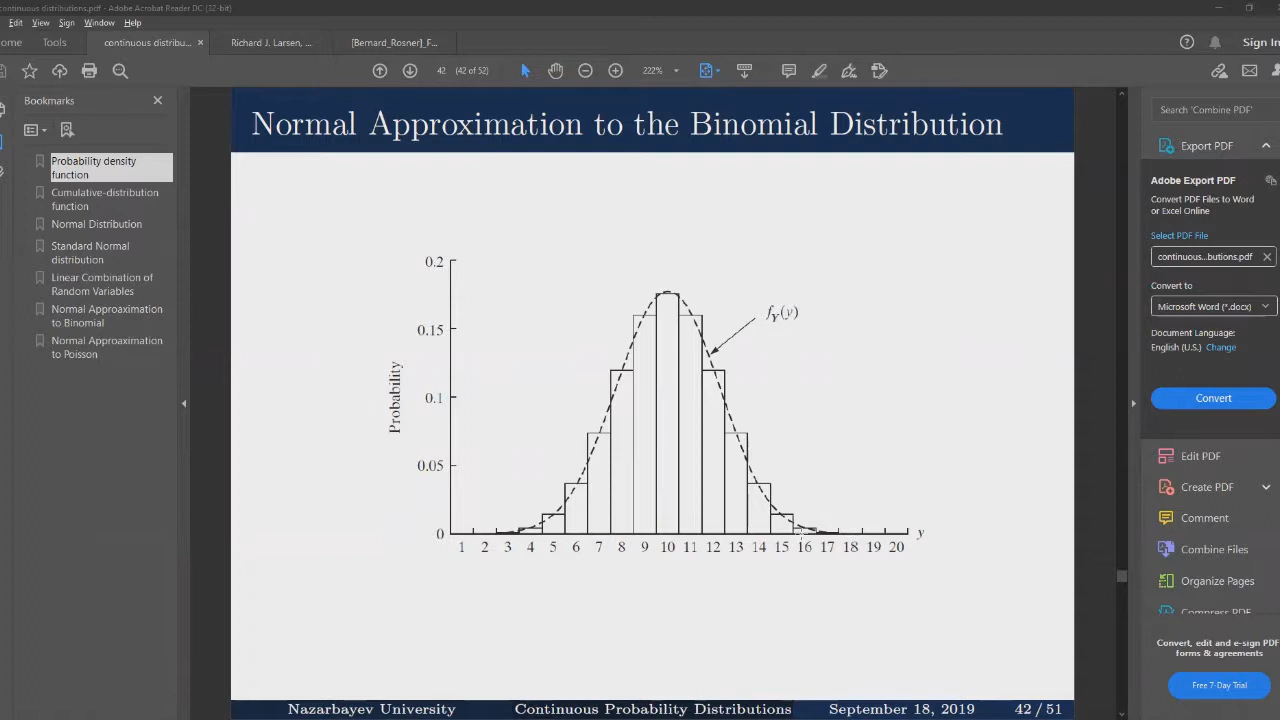 continuous distributions.pdf - Adobe Acrobat Reader DC (32-bit)
Edit View Sign Window Help
ome Tools continuous distribu... × Richard J. Larsen, ... [Bernard_Rosner]_F... Sign In
42 (42 of 52) 222%
Bookmarks
Probability density
function
Cumulative-distribution
function
Normal Distribution
Standard Normal
distribution
Linear Combination of
Random Variables
Normal Approaximation
to Binomial
Normal Approaximation
to Poisson
Normal Approximation to the Binomial Distribution
0.2
0.15
0.1
0.05
0
Probability
f_Y(y)
1 2 3 4 5 6 7 8 9 10 11 12 13 14 15 16 17 18 19 20
y
Nazarbayev University Continuous Probability Distributions September 18, 2019 42 / 51
Search 'Combine PDF'
Export PDF
Adobe Export PDF
Convert PDF Files to Word
or Excel Online
Select PDF File
continuous...butions.pdf ×
Convert to
Microsoft Word (*.docx)
Document Language:
English (U.S.) Change
Convert
Edit PDF
Create PDF
Comment
Combine Files
Organize Pages
Compress PDF
Convert, edit and e-sign PDF
forms & agreements
Free 7-Day Trial